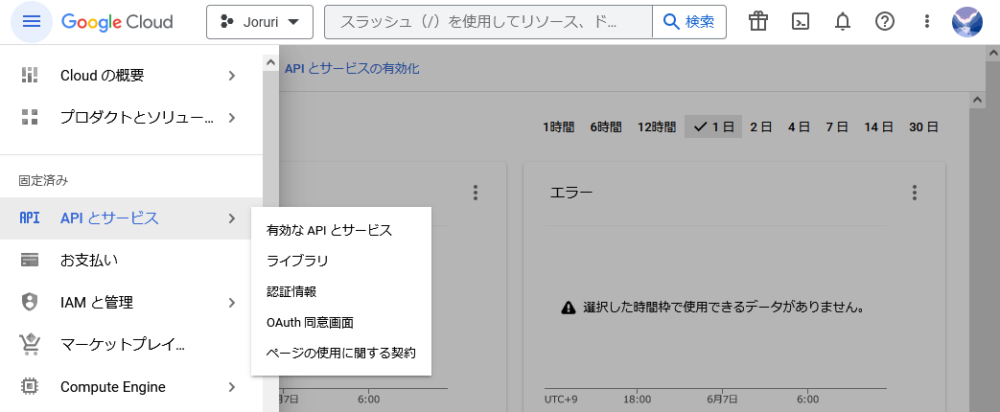 Google Cloud
Joruri
スラッシュ（/）を使用してリソース、ド...
検索
Cloud の概要
プロダクトとソリュー...
固定済み
API API とサービス
お支払い
IAM と管理
マーケットプレイ...
Compute Engine
有効な API とサービス
ライブラリ
認証情報
OAuth 同意画面
ページの使用に関する契約
API とサービスの有効化
1時間 6時間 12時間 1 日 2 日 4 日 7 日 14 日 30 日
エラー
選択した時間枠で使用できるデータがありません。
月7日 6:00
UTC+9 18:00 6月7日 6:00